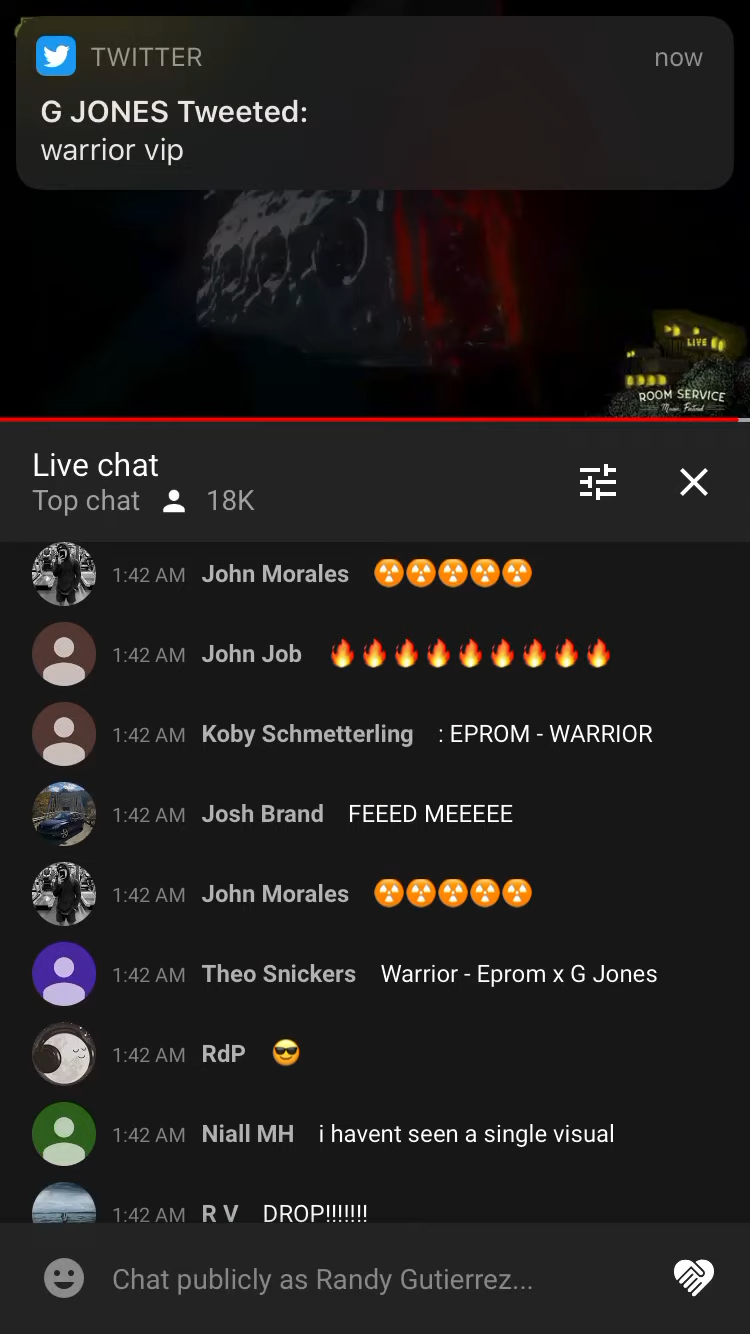 TWITTER now
G JONES Tweeted:
warrior vip
LIVE
ROOM SERVICE
Music Festival
Live chat
Top chat 18K
1:42 AM John Morales ☢☢☢☢☢
1:42 AM John Job 🔥🔥🔥🔥🔥🔥🔥🔥🔥
1:42 AM Koby Schmetterling : EPROM - WARRIOR
1:42 AM Josh Brand FEEED MEEEEE
1:42 AM John Morales ☢☢☢☢☢
1:42 AM Theo Snickers Warrior - Eprom x G Jones
1:42 AM RdP 😎
1:42 AM Niall MH i havent seen a single visual
1:42 AM R V DROP!!!!!!!
Chat publicly as Randy Gutierrez...